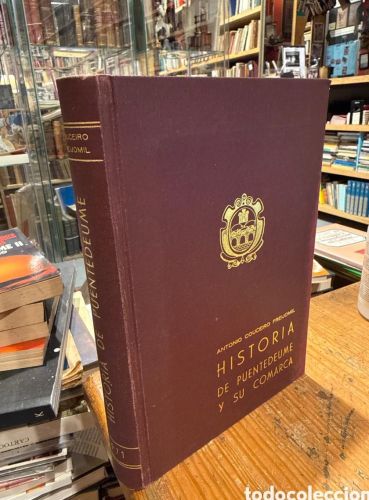 COUCEIRO
FREIJOMIL
HISTORIA DE PUENTEDEUME
ANTONIO COUCEIRO FREIJOMIL
HISTORIA
DE PUENTEDEUME
Y SU COMARCA
todocoleccion